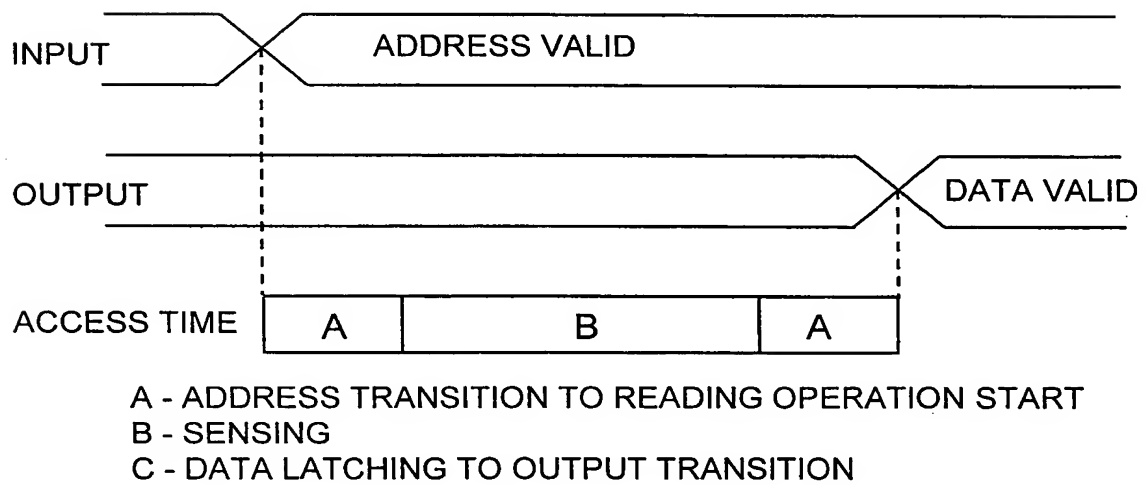 INPUT ADDRESS VALID
OUTPUT DATA VALID
ACCESS TIME A B A
A - ADDRESS TRANSITION TO READING OPERATION START
B - SENSING
C - DATA LATCHING TO OUTPUT TRANSITION